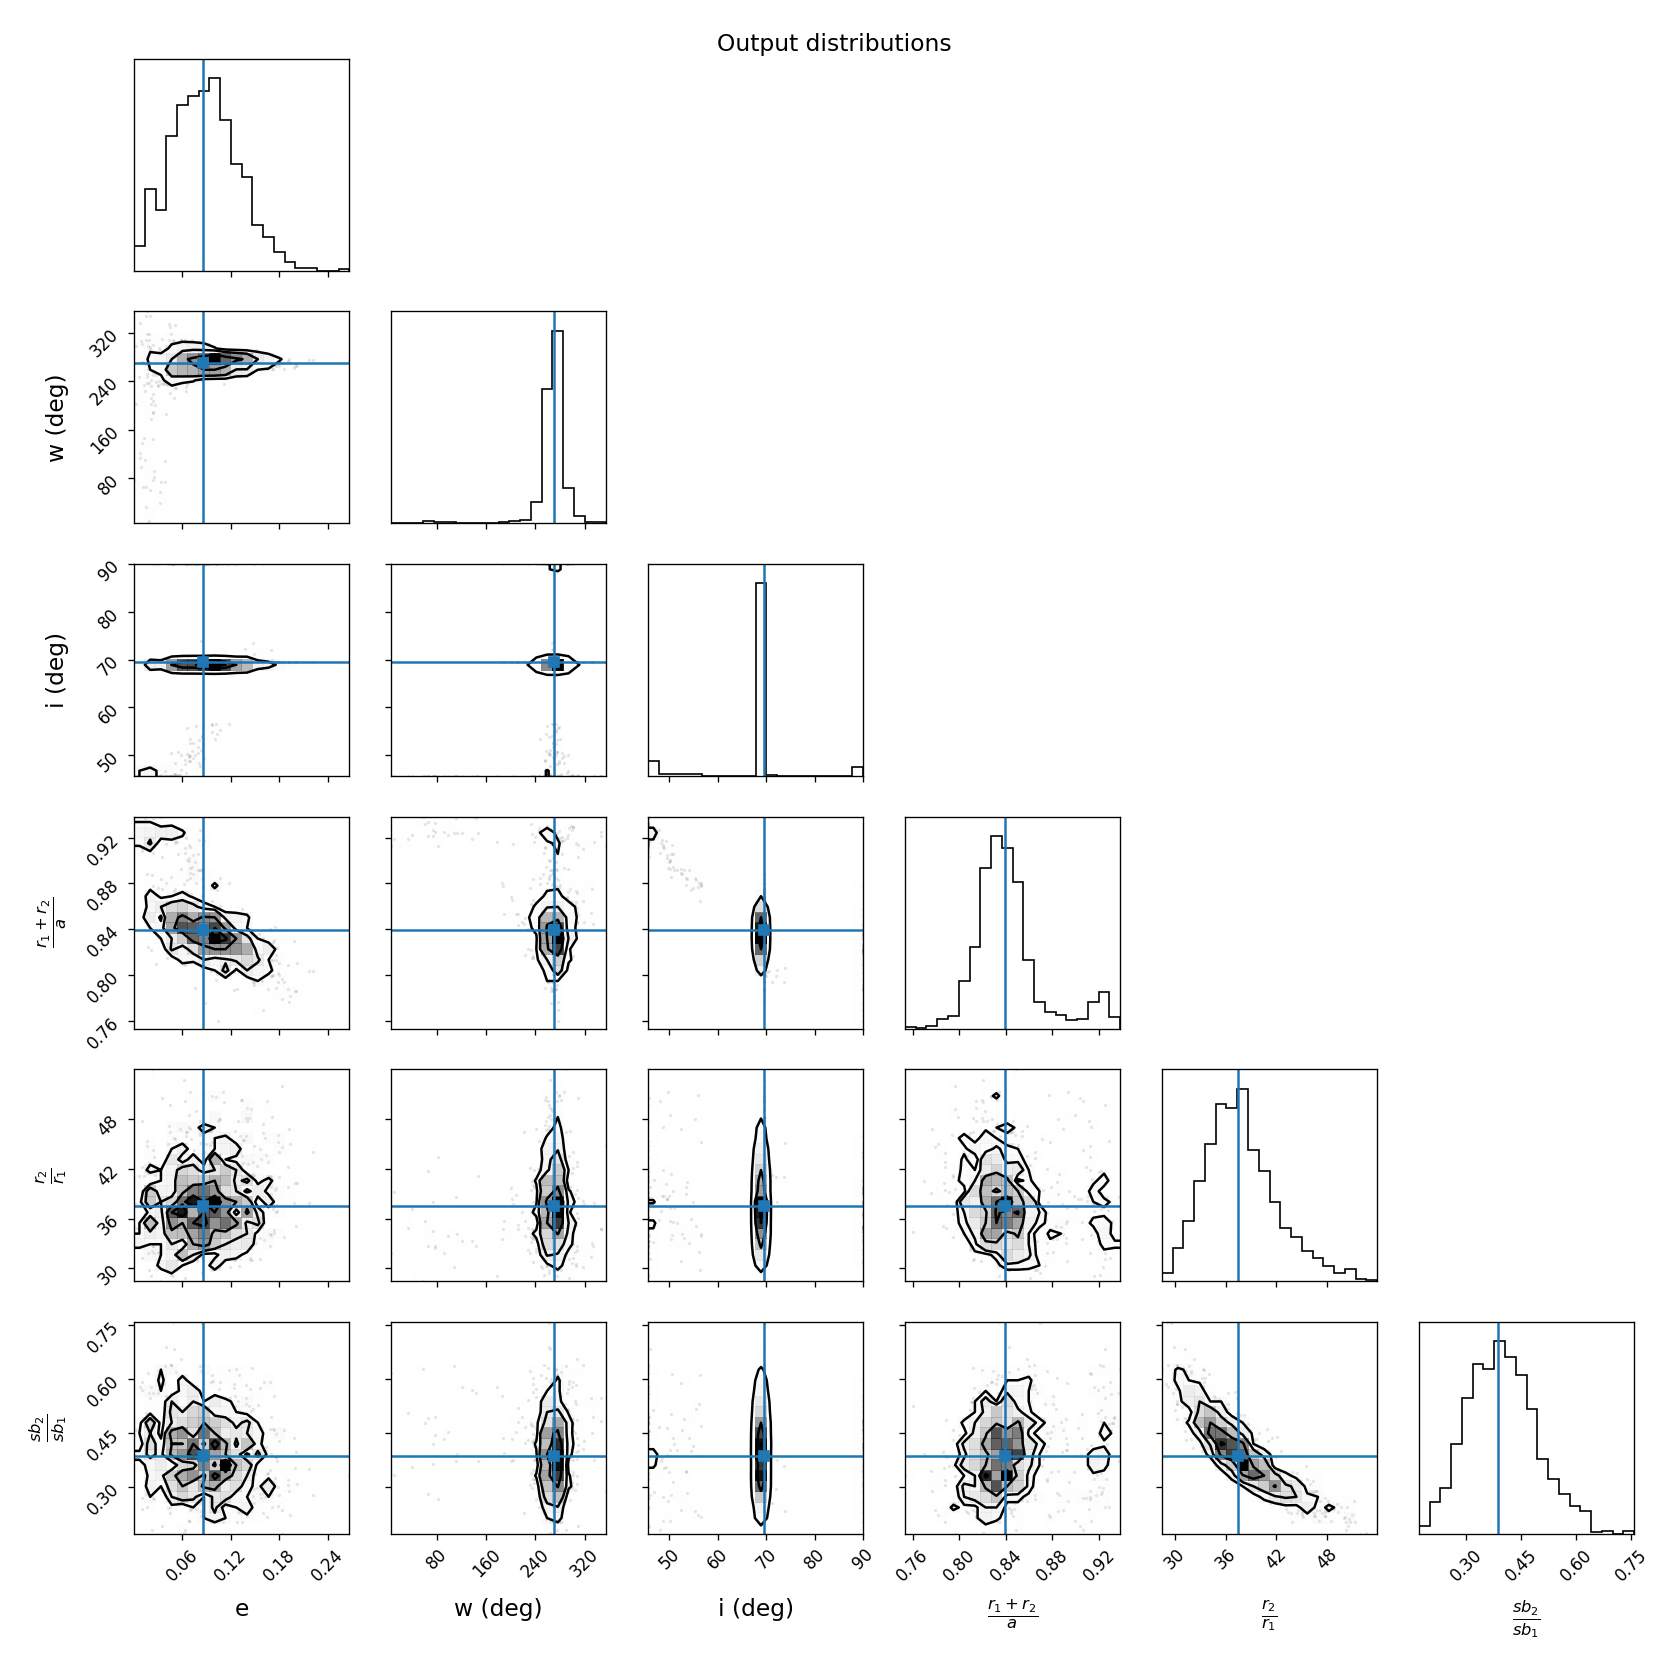 Output distributions
w (deg)
320
240
160
80
i (deg)
90
80
70
60
50
r₁ + r₂
a
0.92
0.88
0.84
0.80
0.76
r₂
r₁
48
42
36
30
sb₂
sb₁
0.75
0.60
0.45
0.30
0.06 0.12 0.18 0.24 80 160 240 320 50 60 70 80 90 0.76 0.80 0.84 0.88 0.92 30 36 42 48 0.30 0.45 0.60 0.75
e w (deg) i (deg) r₁ + r₂ r₂ sb₂
a r₁ sb₁